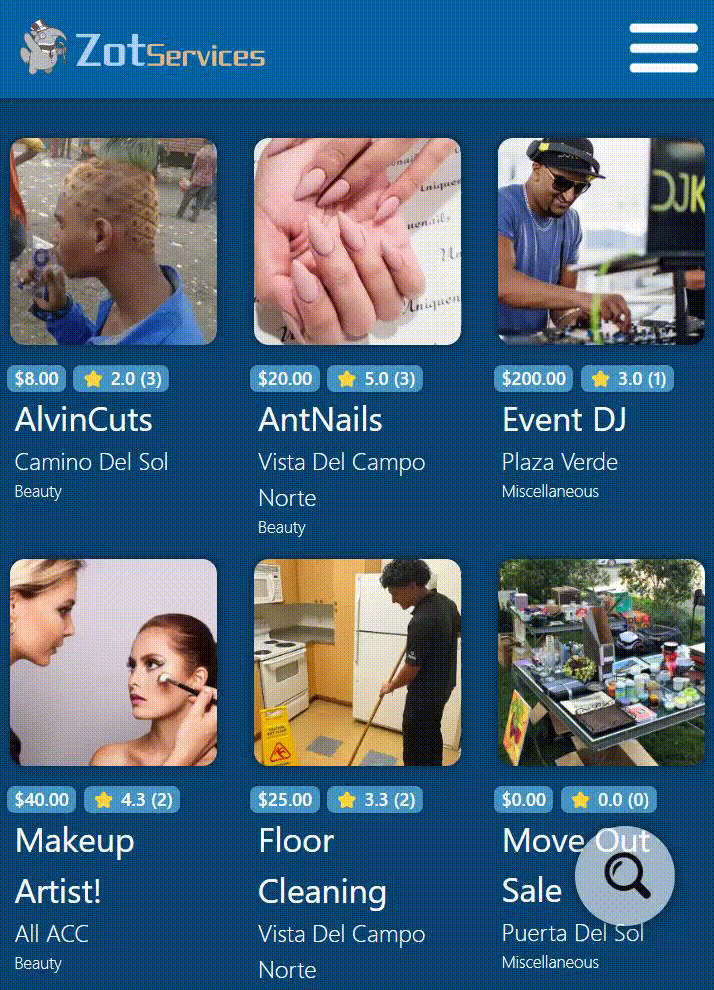 ZotServices
DJK
$8.00 2.0 (3)
AlvinCuts
Camino Del Sol
Beauty
$20.00 5.0 (3)
AntNails
Vista Del Campo
Norte
Beauty
$200.00 3.0 (1)
Event DJ
Plaza Verde
Miscellaneous
$40.00 4.3 (2)
Makeup
Artist!
All ACC
Beauty
$25.00 3.3 (2)
Floor
Cleaning
Vista Del Campo
Norte
$0.00 0.0 (0)
Move Out
Sale
Puerta Del Sol
Miscellaneous